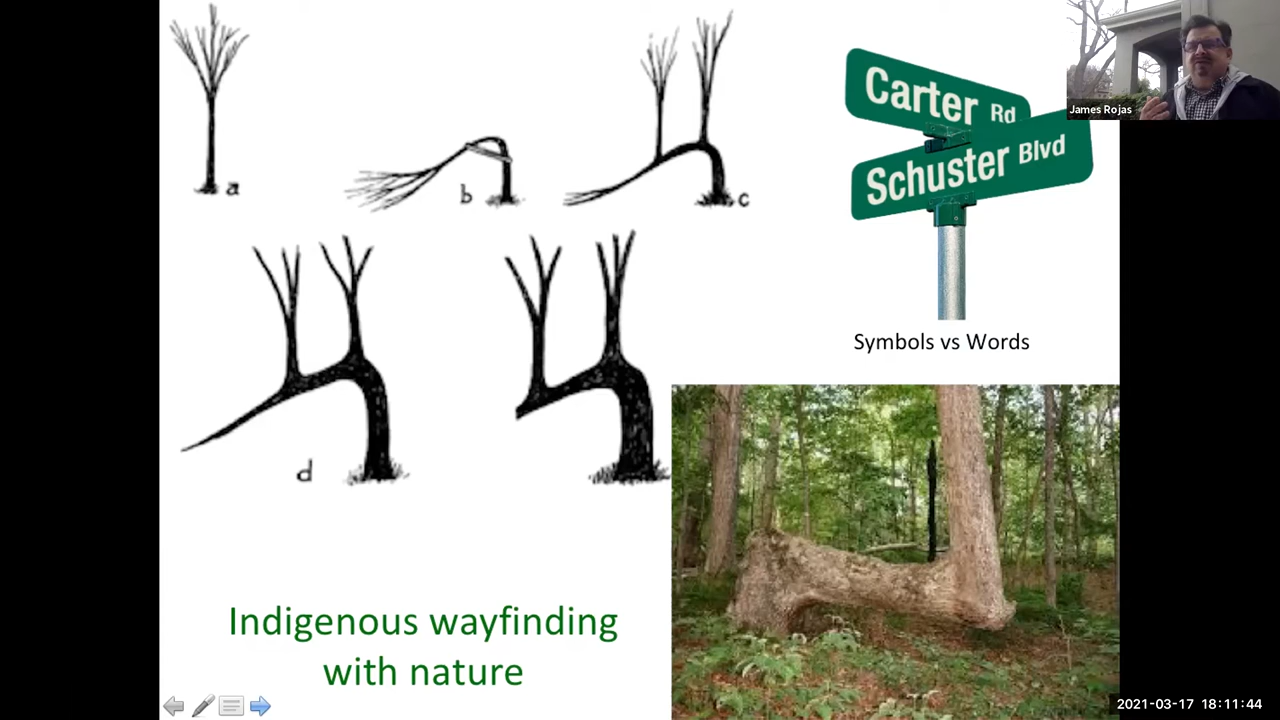 a
b
c
Carter Rd
Schuster Blvd
James Rojas
Symbols vs Words
d
Indigenous wayfinding
with nature
2021-03-17 18:11:44